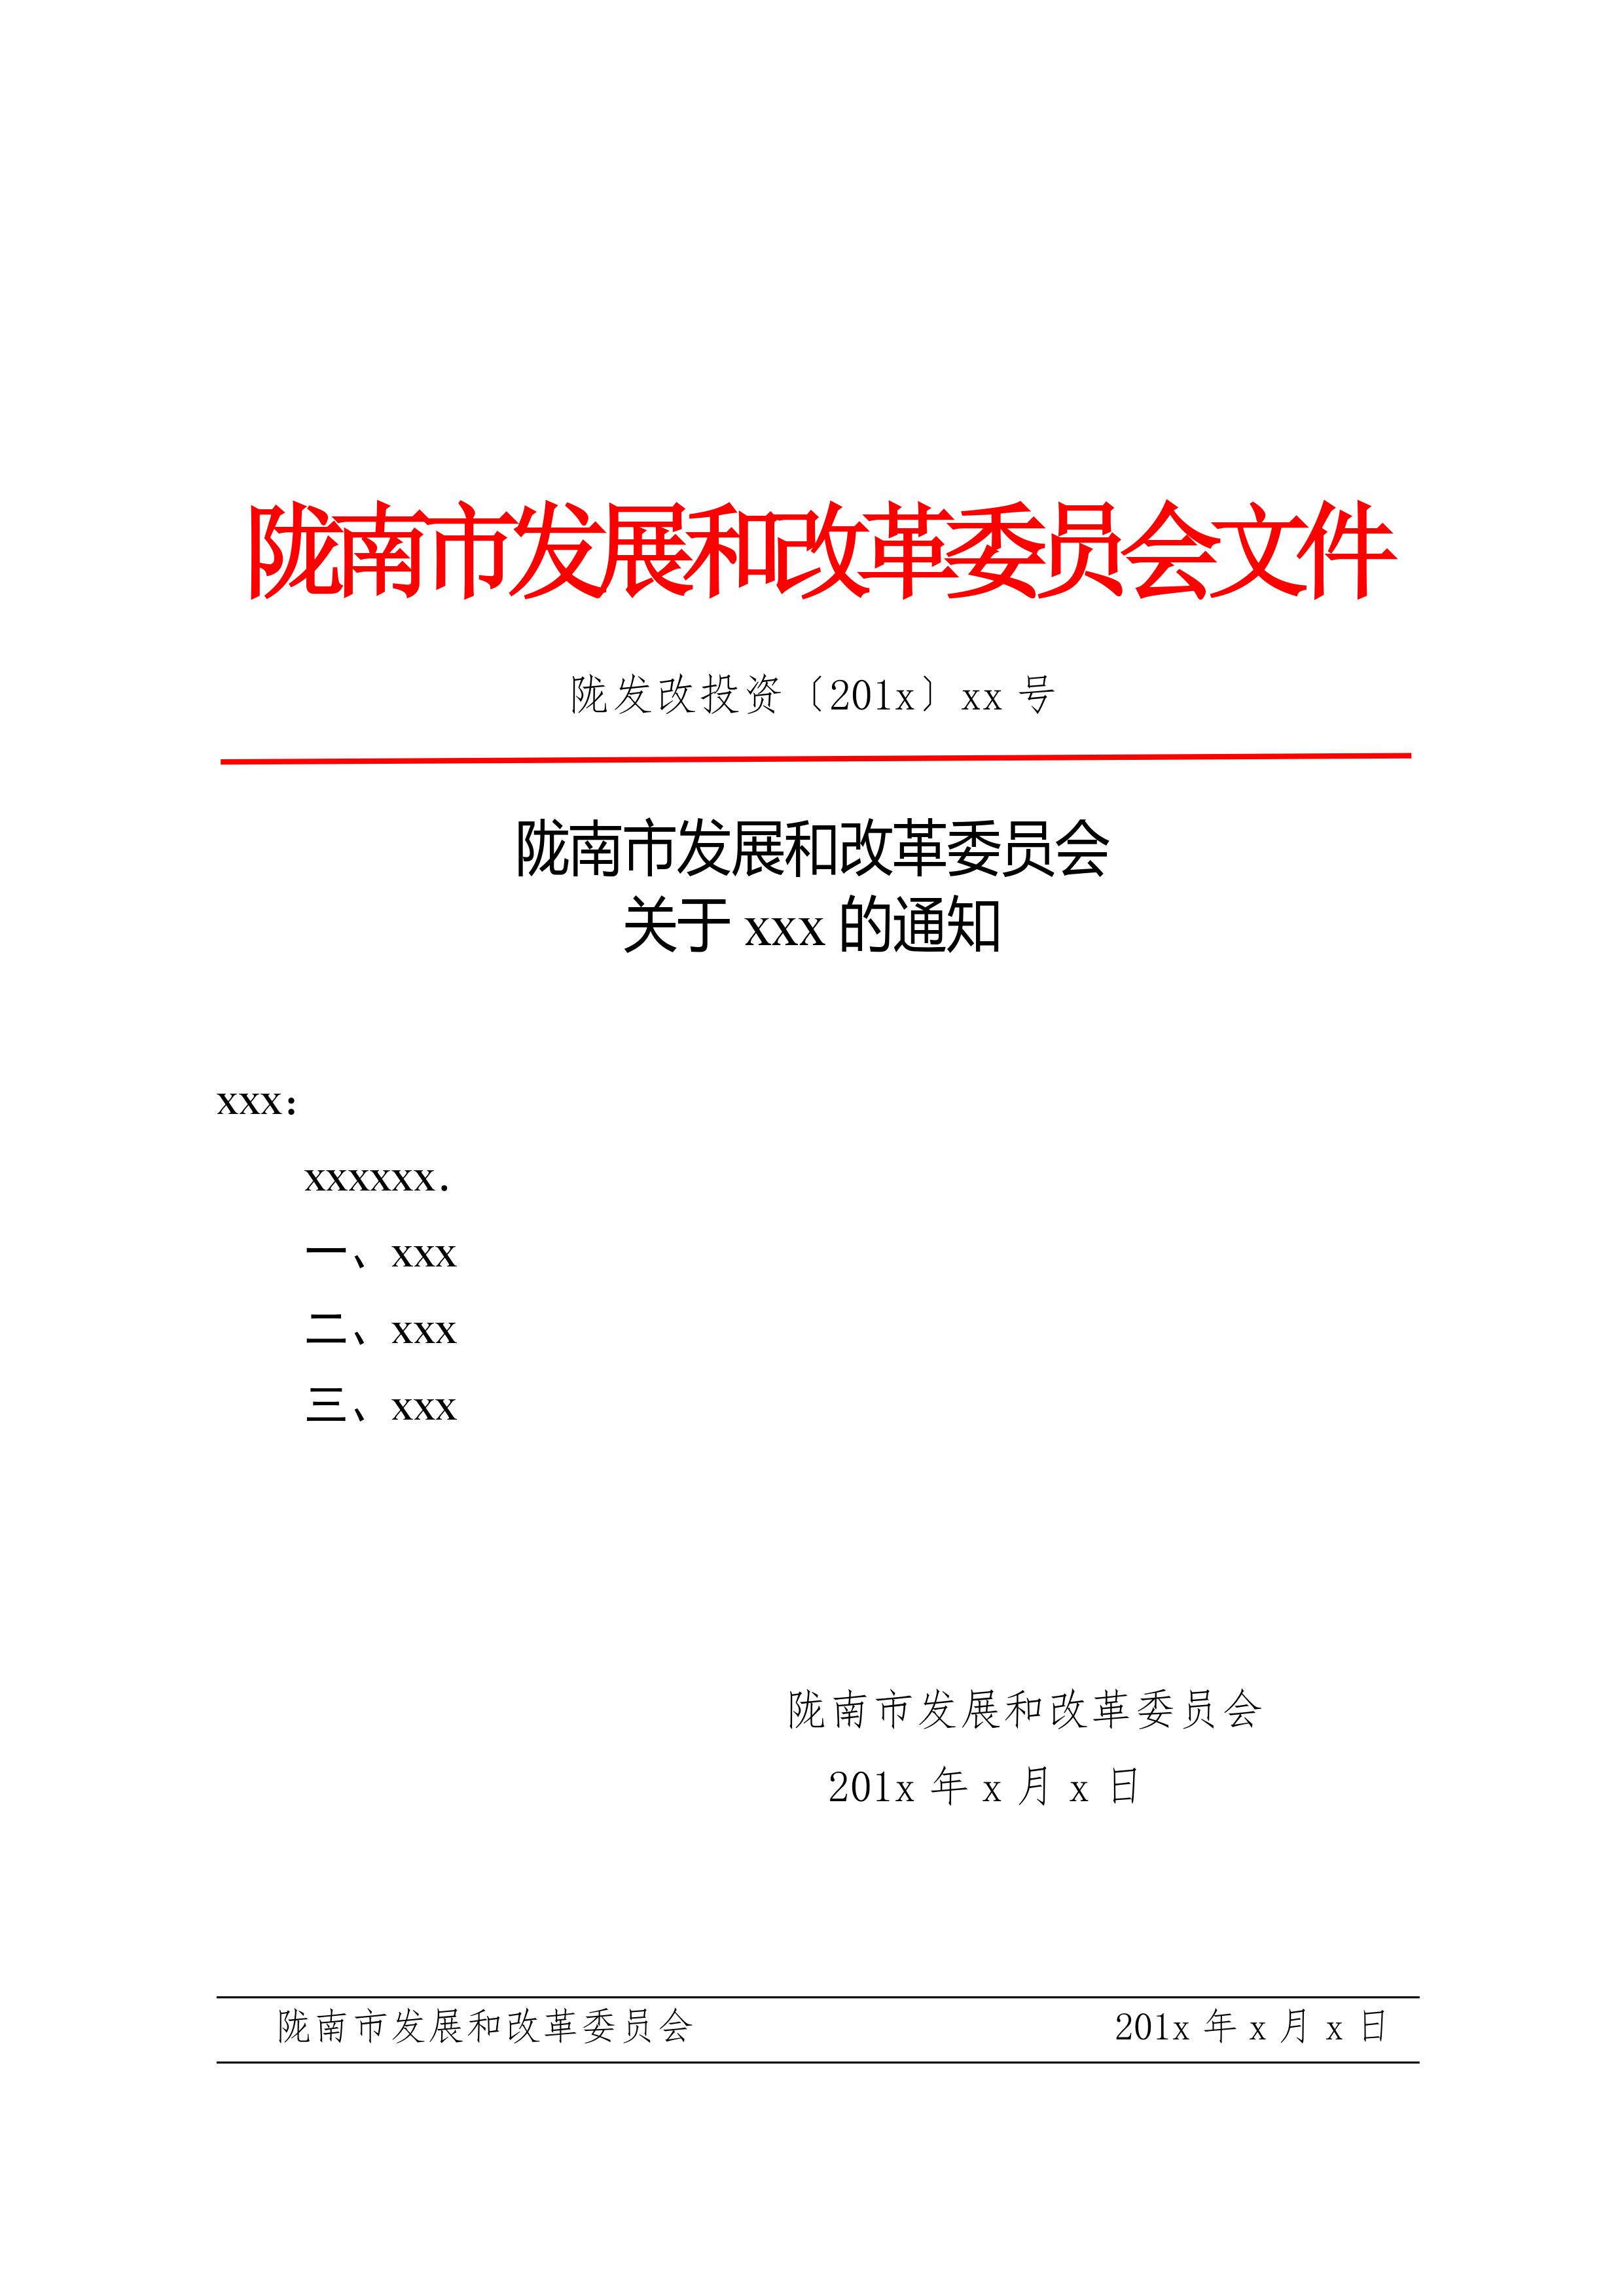 陇南市发展和改革委员会文件
陇发改投资〔201x〕xx 号
陇南市发展和改革委员会
关于 xxx 的通知
xxx：
xxxxxx.
一、xxx
二、xxx
三、xxx
陇南市发展和改革委员会
201x 年 x 月 x 日
陇南市发展和改革委员会 201x 年 x 月 x 日